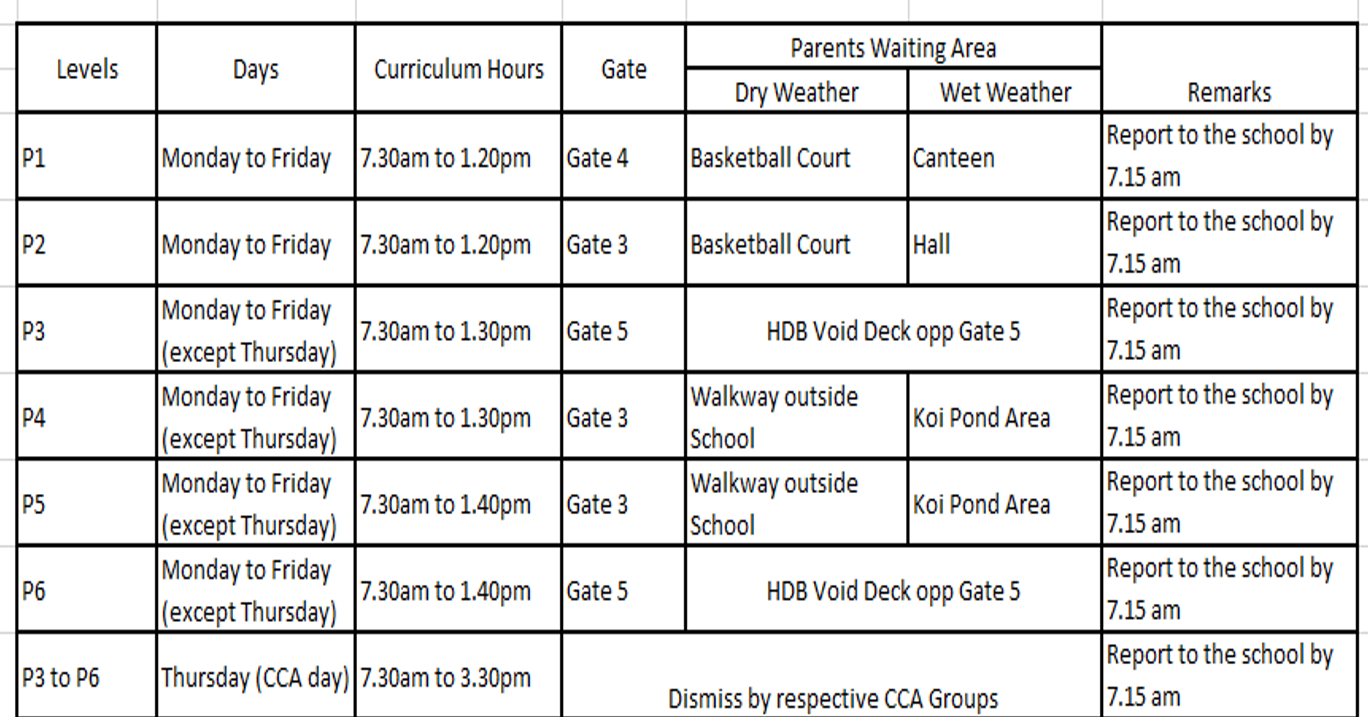 Levels Days Curriculum Hours Gate Parents Waiting Area Remarks
Dry Weather Wet Weather
P1 Monday to Friday 7.30am to 1.20pm Gate 4 Basketball Court Canteen Report to the school by
7.15 am
P2 Monday to Friday 7.30am to 1.20pm Gate 3 Basketball Court Hall Report to the school by
7.15 am
P3 Monday to Friday 7.30am to 1.30pm Gate 5 HDB Void Deck opp Gate 5 Report to the school by
(except Thursday) 7.15 am
P4 Monday to Friday 7.30am to 1.30pm Gate 3 Walkway outside Koi Pond Area Report to the school by
(except Thursday) School 7.15 am
P5 Monday to Friday 7.30am to 1.40pm Gate 3 Walkway outside Koi Pond Area Report to the school by
(except Thursday) School 7.15 am
P6 Monday to Friday 7.30am to 1.40pm Gate 5 HDB Void Deck opp Gate 5 Report to the school by
(except Thursday) 7.15 am
P3 to P6 Thursday (CCA day) 7.30am to 3.30pm Dismiss by respective CCA Groups Report to the school by
7.15 am